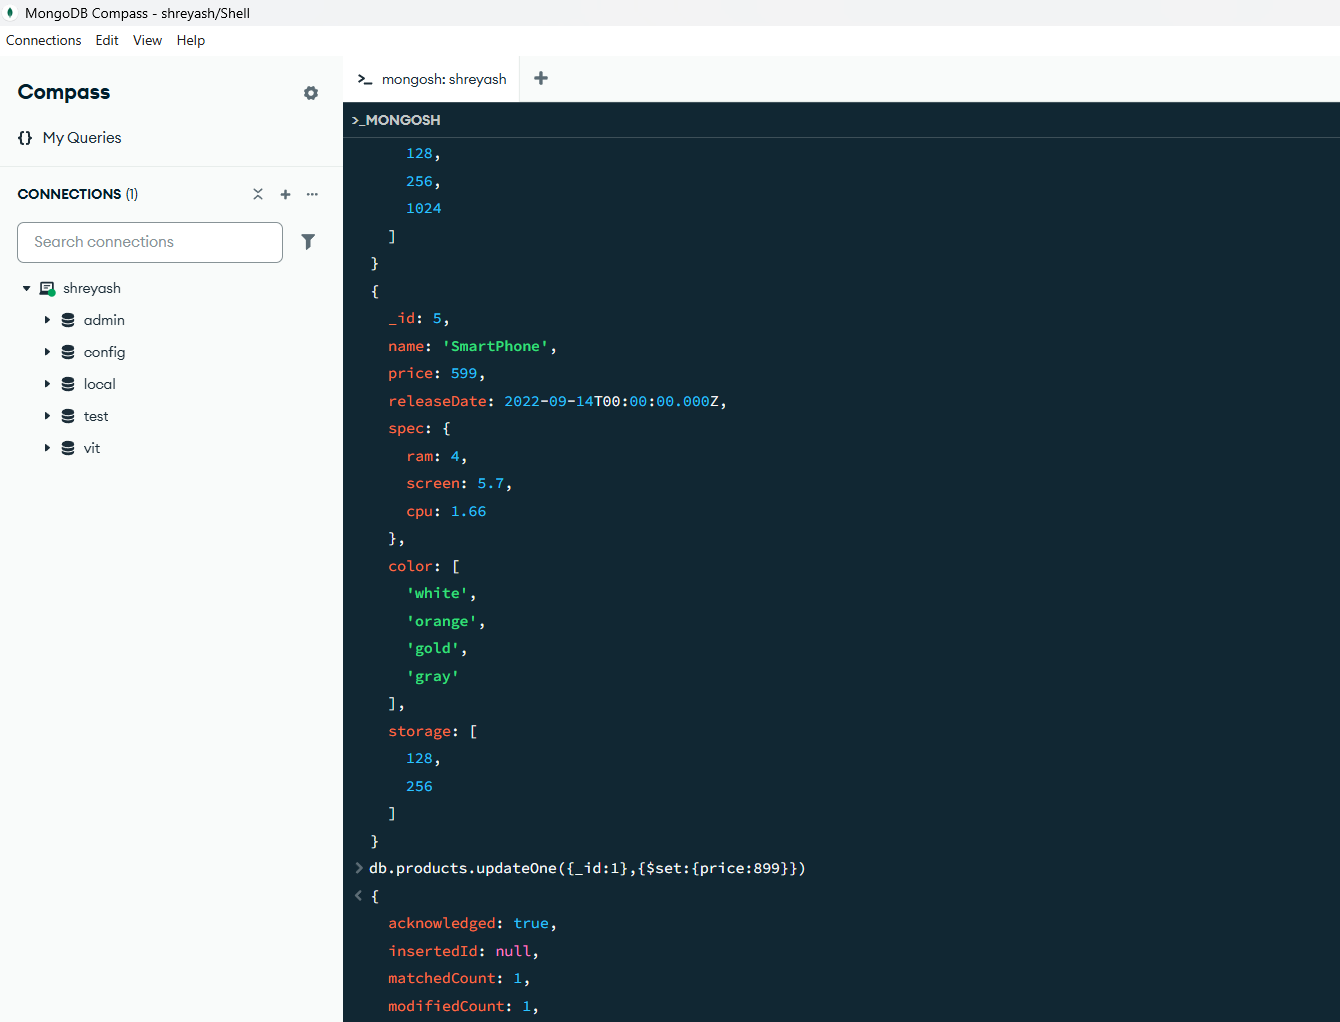 MongoDB Compass - shreyash/Shell
Connections Edit View Help
Compass
{} My Queries
CONNECTIONS (1)
Search connections
shreyash
admin
config
local
test
vit
>_ mongosh: shreyash +
>_MONGOSH
128,
256,
1024
]
}
{
_id: 5,
name: 'SmartPhone',
price: 599,
releaseDate: 2022-09-14T00:00:00.000Z,
spec: {
ram: 4,
screen: 5.7,
cpu: 1.66
},
color: [
'white',
'orange',
'gold',
'gray'
],
storage: [
128,
256
]
}
> db.products.updateOne({_id:1},{$set:{price:899}})
< {
acknowledged: true,
insertedId: null,
matchedCount: 1,
modifiedCount: 1,